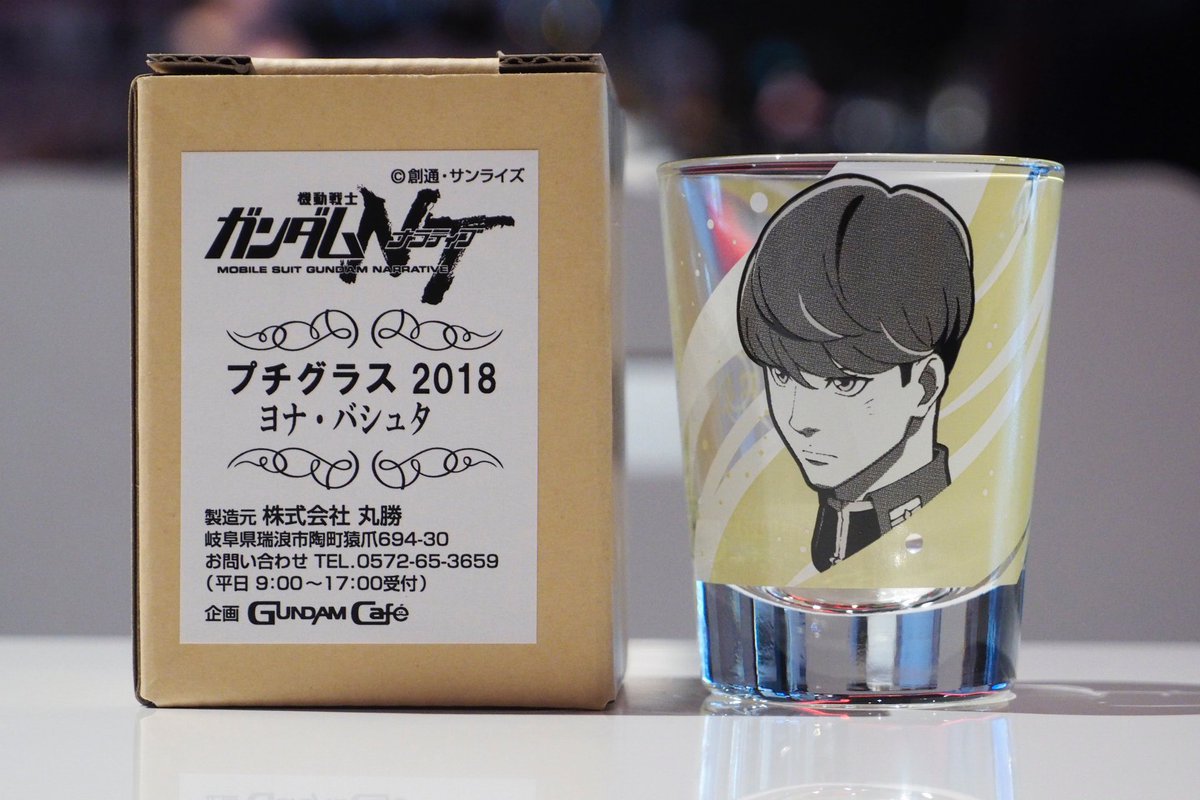 ©創通・サンライズ
機動戦士
ガンダムNT
ナラティブ
MOBILE SUIT GUNDAM NARRATIVE
プチグラス 2018
ヨナ・バシュタ
製造元 株式会社 丸勝
岐阜県瑞浪市陶町猿爪694-30
お問い合わせ TEL.0572-65-3659
（平日 9:00～17:00受付）
企画 GUNDAM Café